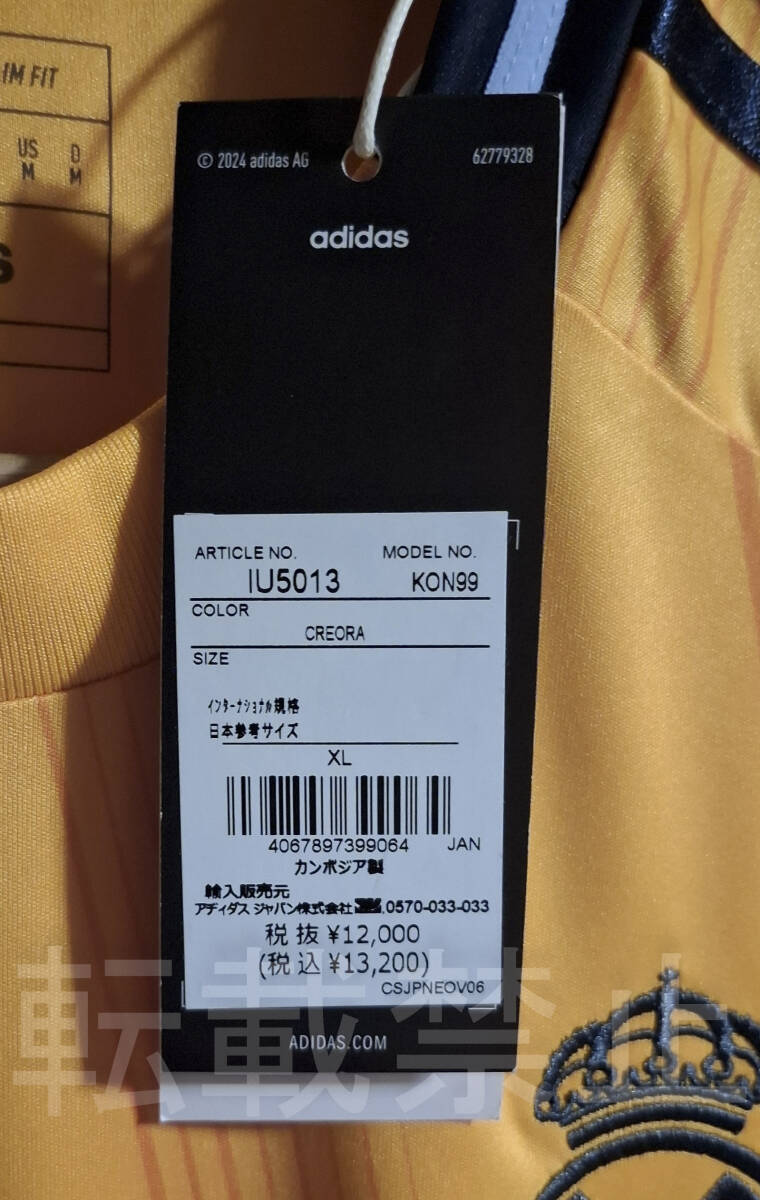 IM FIT
US D
M M
S
© 2024 adidas AG 62779328
adidas
ARTICLE NO. MODEL NO.
IU5013 KON99
COLOR
CREORA
SIZE
ｲﾝﾀｰﾅｼｮﾅﾙ規格
日本参考サイズ
XL
4067897399064 JAN
カンボジア製
輸入販売元
アディダス ジャパン株式会社 0570-033-033
税抜 ¥12,000
(税込 ¥13,200)
CSJPNEOV06
ADIDAS.COM
転載禁止